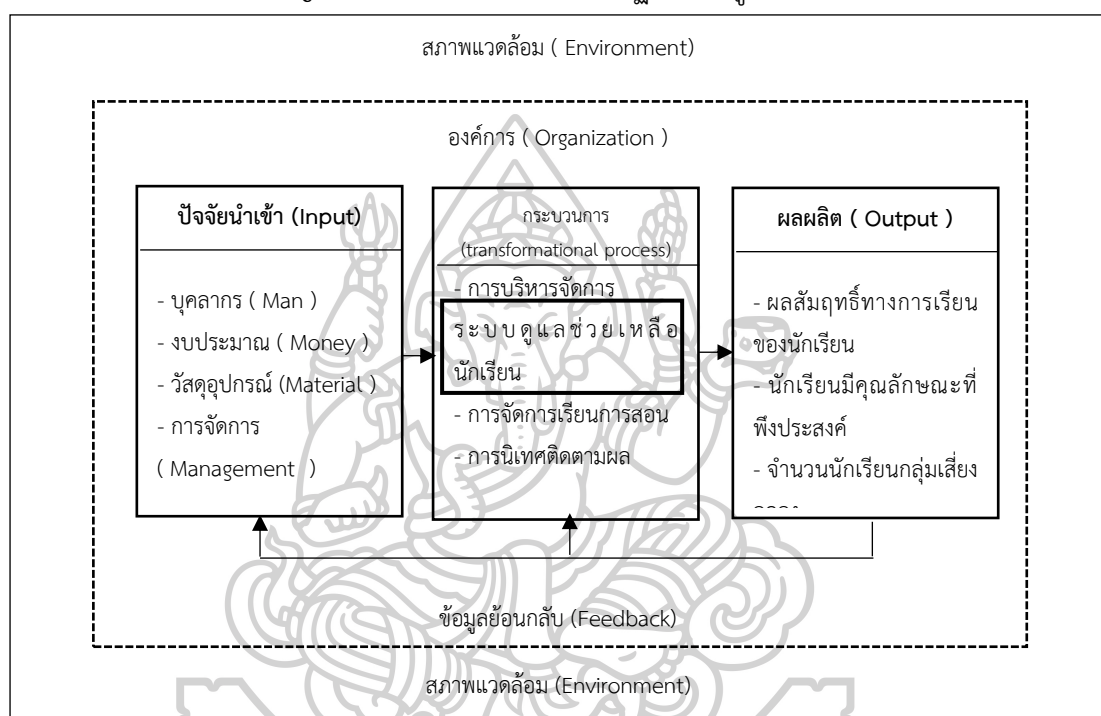 สภาพแวดล้อม ( Environment)
องค์การ ( Organization )
ปัจจัยนำเข้า (Input)
- บุคลากร ( Man )
- งบประมาณ ( Money )
- วัสดุอุปกรณ์ (Material )
- การจัดการ
( Management )
กระบวนการ
(transformational process)
- การบริหารจัดการ
ระบบดูแลช่วยเหลือ
นักเรียน
- การจัดการเรียนการสอน
- การนิเทศติดตามผล
ผลผลิต ( Output )
- ผลสัมฤทธิ์ทางการเรียน
ของนักเรียน
- นักเรียนมีคุณลักษณะที่
พึงประสงค์
- จำนวนนักเรียนกลุ่มเสี่ยง
ข้อมูลย้อนกลับ (Feedback)
สภาพแวดล้อม (Environment)